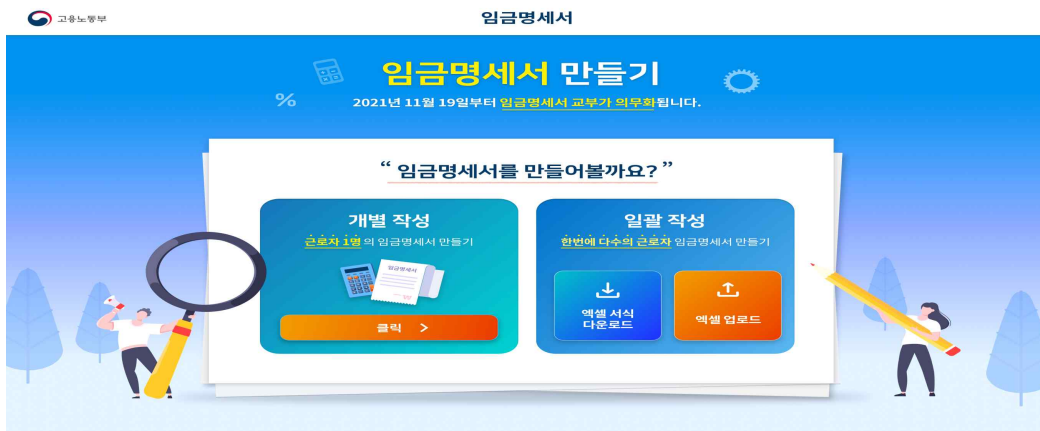 고용노동부
임금명세서
임금명세서 만들기
%
2021년 11월 19일부터 임금명세서 교부가 의무화됩니다.
“ 임금명세서를 만들어볼까요? ”
개별 작성
근로자 1명 의 임금명세서 만들기
임금명세서
클릭 >
일괄 작성
한번에 다수의 근로자 임금명세서 만들기
엑셀 서식
다운로드
엑셀 업로드